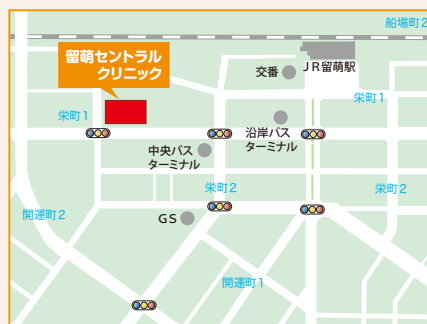 船場町2
留萌セントラル
クリニック
交番
JR留萌駅
栄町1
栄町1
沿岸バス
ターミナル
中央バス
ターミナル
栄町2
栄町2
開運町2
GS
開運町1